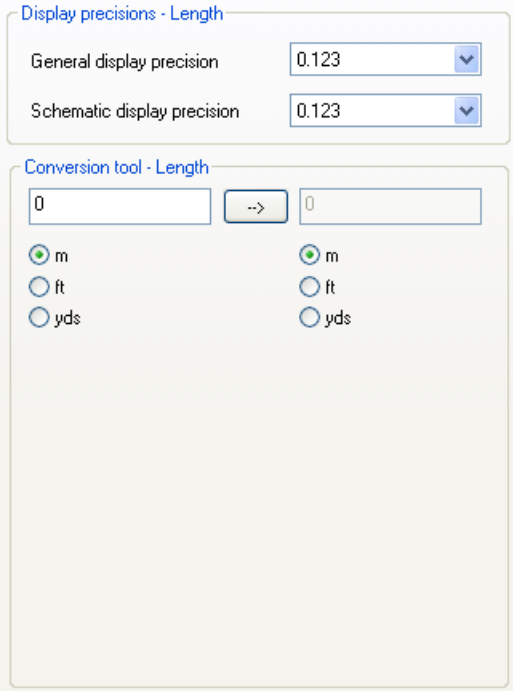 Display precisions - Length
General display precision 0.123
Schematic display precision 0.123
Conversion tool - Length
0 --> 0
m m
ft ft
yds yds